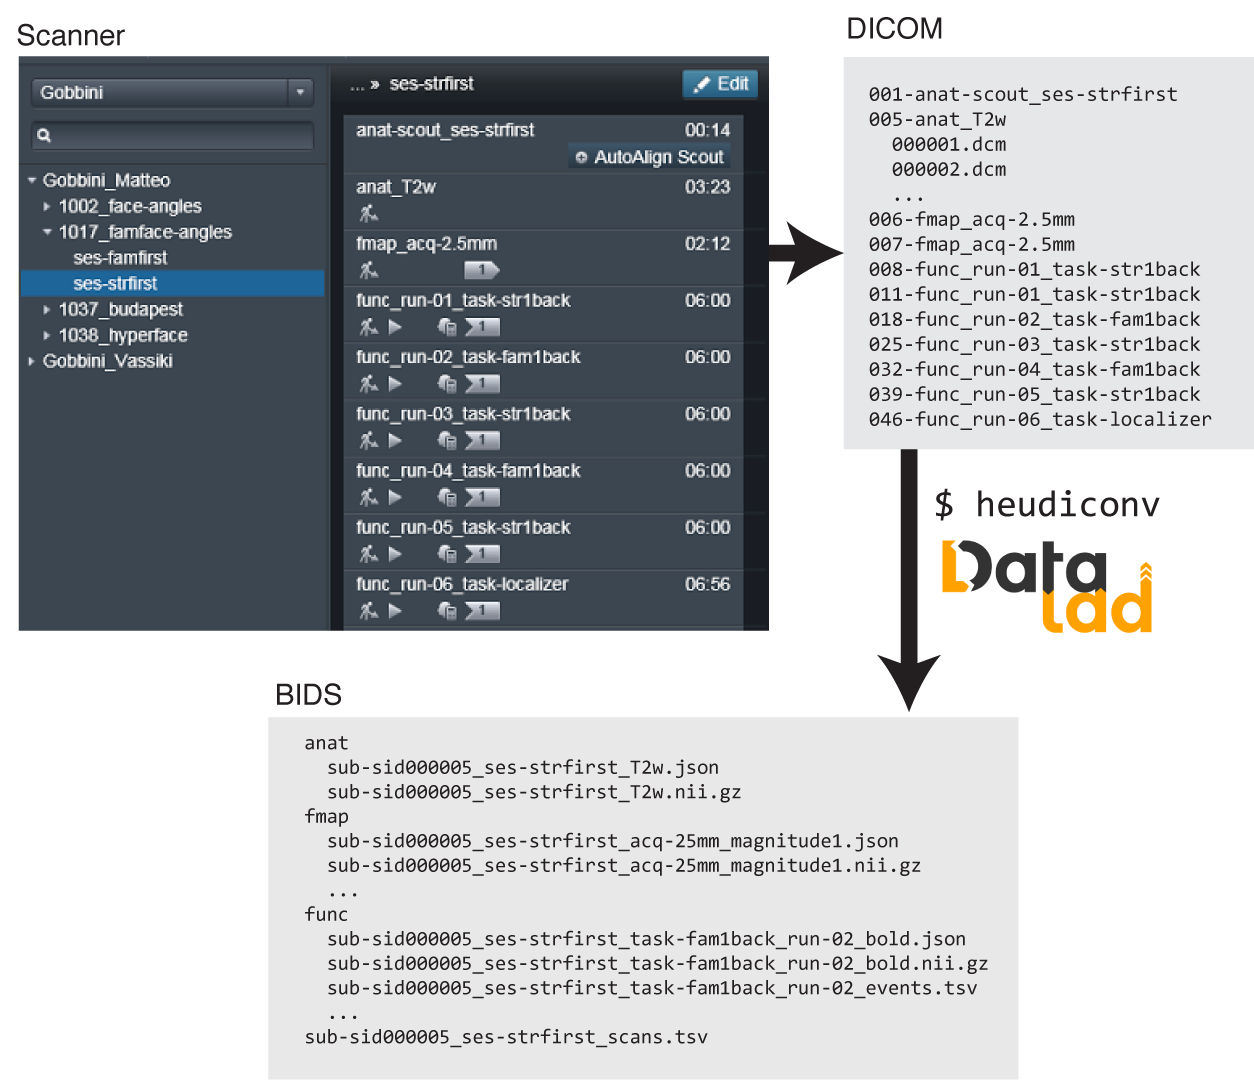 Scanner
Gobbini
Gobbini_Matteo
1002_face-angles
1017_famface-angles
ses-famfirst
ses-strfirst
1037_budapest
1038_hyperface
Gobbini_Vassiki
... » ses-strfirst
Edit
anat-scout_ses-strfirst 00:14
AutoAlign Scout
anat_T2w 03:23
fmap_acq-2.5mm 02:12
1
func_run-01_task-str1back 06:00
1
func_run-02_task-fam1back 06:00
1
func_run-03_task-str1back 06:00
1
func_run-04_task-fam1back 06:00
1
func_run-05_task-str1back 06:00
1
func_run-06_task-localizer 06:56
1
DICOM
001-anat-scout_ses-strfirst
005-anat_T2w
000001.dcm
000002.dcm
...
006-fmap_acq-2.5mm
007-fmap_acq-2.5mm
008-func_run-01_task-str1back
011-func_run-01_task-str1back
018-func_run-02_task-fam1back
025-func_run-03_task-str1back
032-func_run-04_task-fam1back
039-func_run-05_task-str1back
046-func_run-06_task-localizer
$ heudiconv
Data
lad
BIDS
anat
sub-sid000005_ses-strfirst_T2w.json
sub-sid000005_ses-strfirst_T2w.nii.gz
fmap
sub-sid000005_ses-strfirst_acq-25mm_magnitude1.json
sub-sid000005_ses-strfirst_acq-25mm_magnitude1.nii.gz
...
func
sub-sid000005_ses-strfirst_task-fam1back_run-02_bold.json
sub-sid000005_ses-strfirst_task-fam1back_run-02_bold.nii.gz
sub-sid000005_ses-strfirst_task-fam1back_run-02_events.tsv
...
sub-sid000005_ses-strfirst_scans.tsv